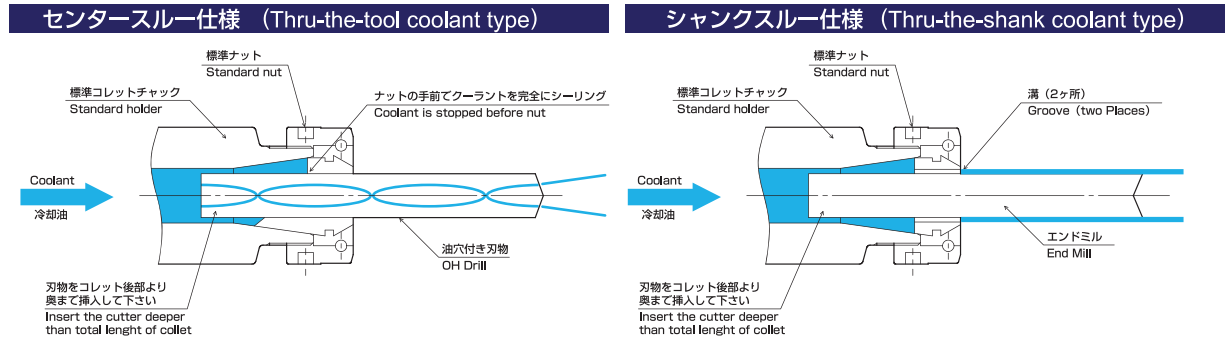 センタースルー仕様 (Thru-the-tool coolant type)
標準ナット
Standard nut
標準コレットチャック
Standard holder
ナットの手前でクーラントを完全にシーリング
Coolant is stopped before nut
Coolant
冷却油
油穴付き刃物
OH Drill
刃物をコレット後部より
奥まで挿入して下さい
Insert the cutter deeper
than total lenght of collet
シャンクスルー仕様 (Thru-the-shank coolant type)
標準ナット
Standard nut
標準コレットチャック
Standard holder
溝(2ヶ所)
Groove (two Places)
Coolant
冷却油
エンドミル
End Mill
刃物をコレット後部より
奥まで挿入して下さい
Insert the cutter deeper
than total lenght of collet